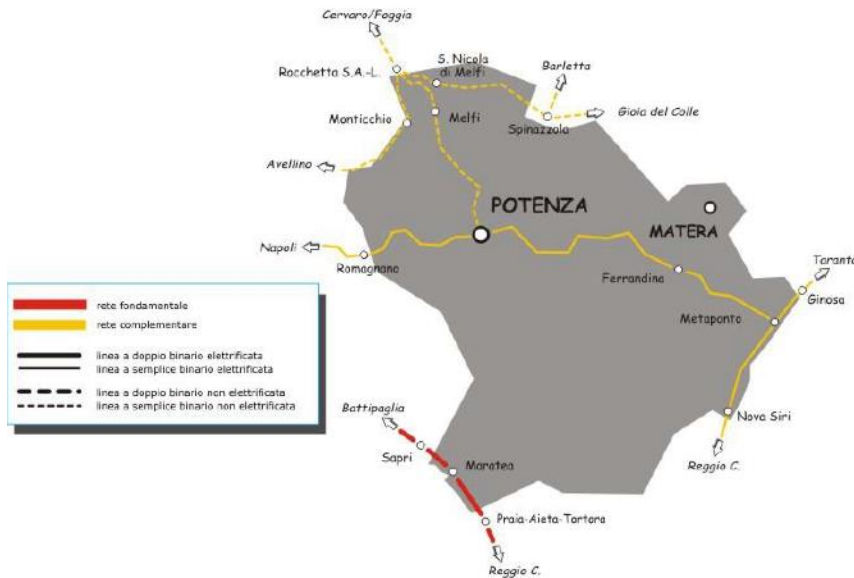 Cervaro/Foggia
Rocchetta S.A.-L.
S. Nicola
di Melfi
Barletta
Gioia del Colle
Monticchio
Melfi
Spinazzola
Avellino
POTENZA
MATERA
Napoli
Romagnano
Ferrandina
Taranto
Girosa
Metaponto
rete fondamentale
rete complementare
linea a doppio binario elettrificata
linea a semplice binario elettrificata
linea a doppio binario non elettrificata
linea a semplice binario non elettrificata
Battipaglia
Nova Siri
Sapri
Maratea
Reggio C.
Praia-Aieta-Tortora
Reggio C.